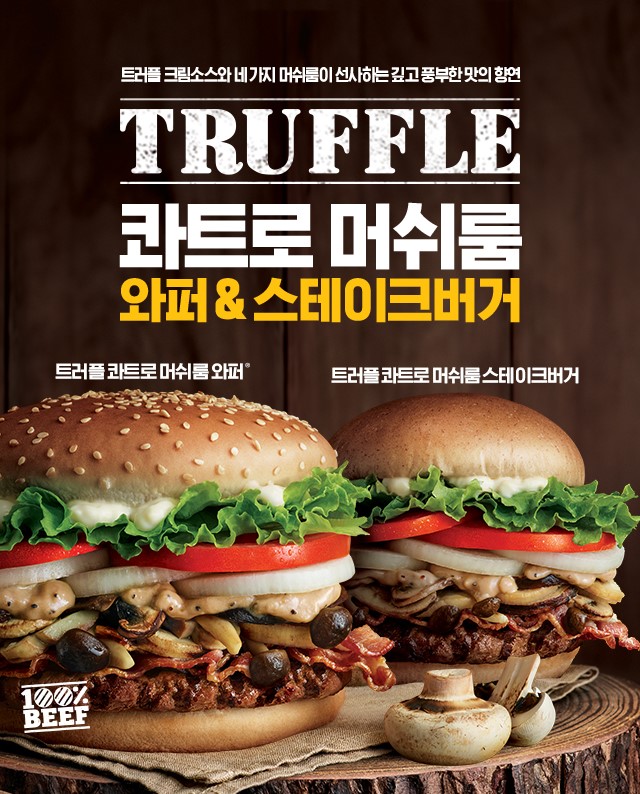 트러플 크림소스와 네 가지 머쉬룸이 선사하는 깊고 풍부한 맛의 향연
TRUFFLE
콰트로 머쉬룸
와퍼 & 스테이크버거
트러플 콰트로 머쉬룸 와퍼®
트러플 콰트로 머쉬룸 스테이크버거
100%
BEEF